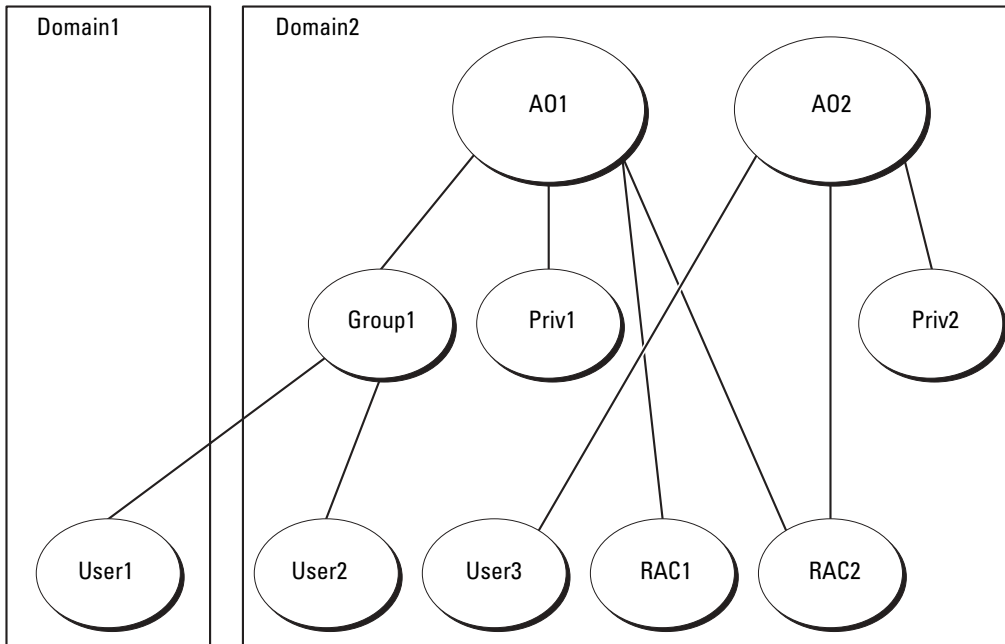 Domain1
Domain2
AO1
AO2
Group1
Priv1
Priv2
User1
User2
User3
RAC1
RAC2